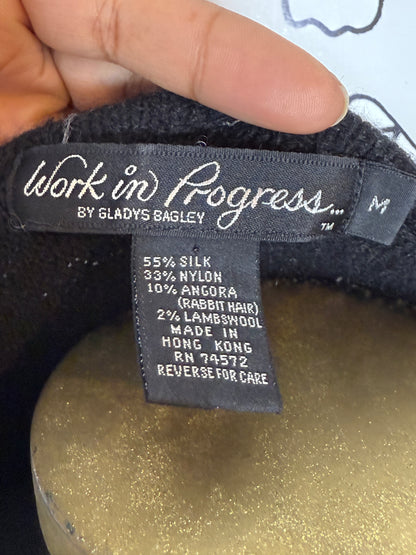 Work in Progress...
BY GLADYS BAGLEY
TM
M
55% SILK
33% NYLON
10% ANGORA
(RABBIT HAIR)
2% LAMBSWOOL
MADE IN
HONG KONG
RN 74572
REVERSE FOR CARE